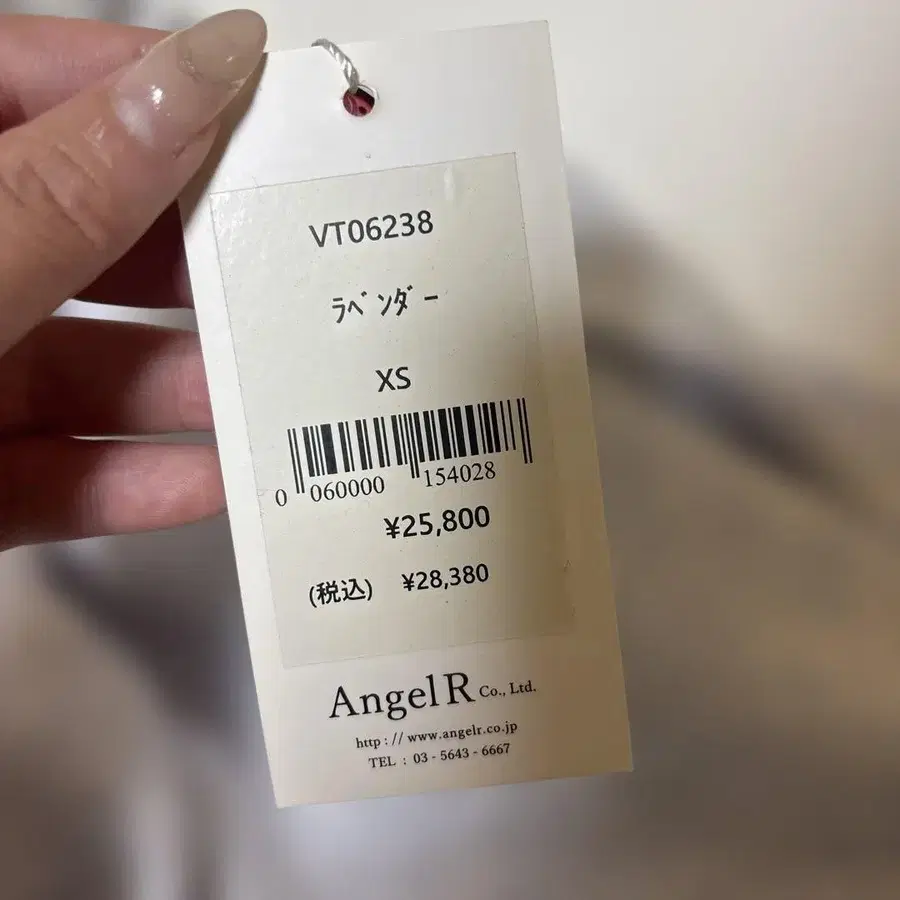 VT06238
ﾗﾍﾞﾝﾀﾞｰ
XS
0 060000 154028
¥25,800
(税込) ¥28,380
Angel R Co., Ltd.
http : // www.angelr.co.jp
TEL : 03 - 5643 - 6667